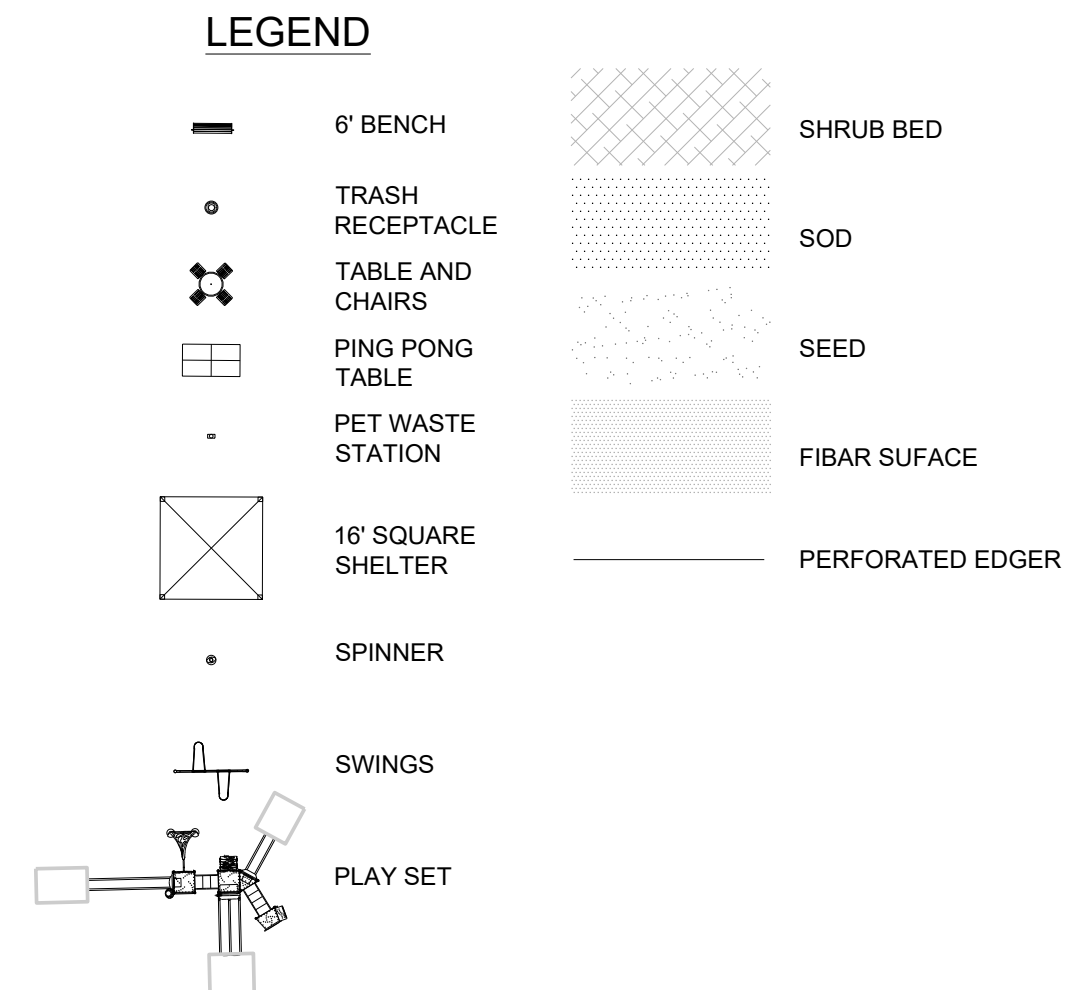 LEGEND
6' BENCH
TRASH
RECEPTACLE
TABLE AND
CHAIRS
PING PONG
TABLE
PET WASTE
STATION
16' SQUARE
SHELTER
SPINNER
SWINGS
PLAY SET
SHRUB BED
SOD
SEED
FIBAR SUFACE
PERFORATED EDGER